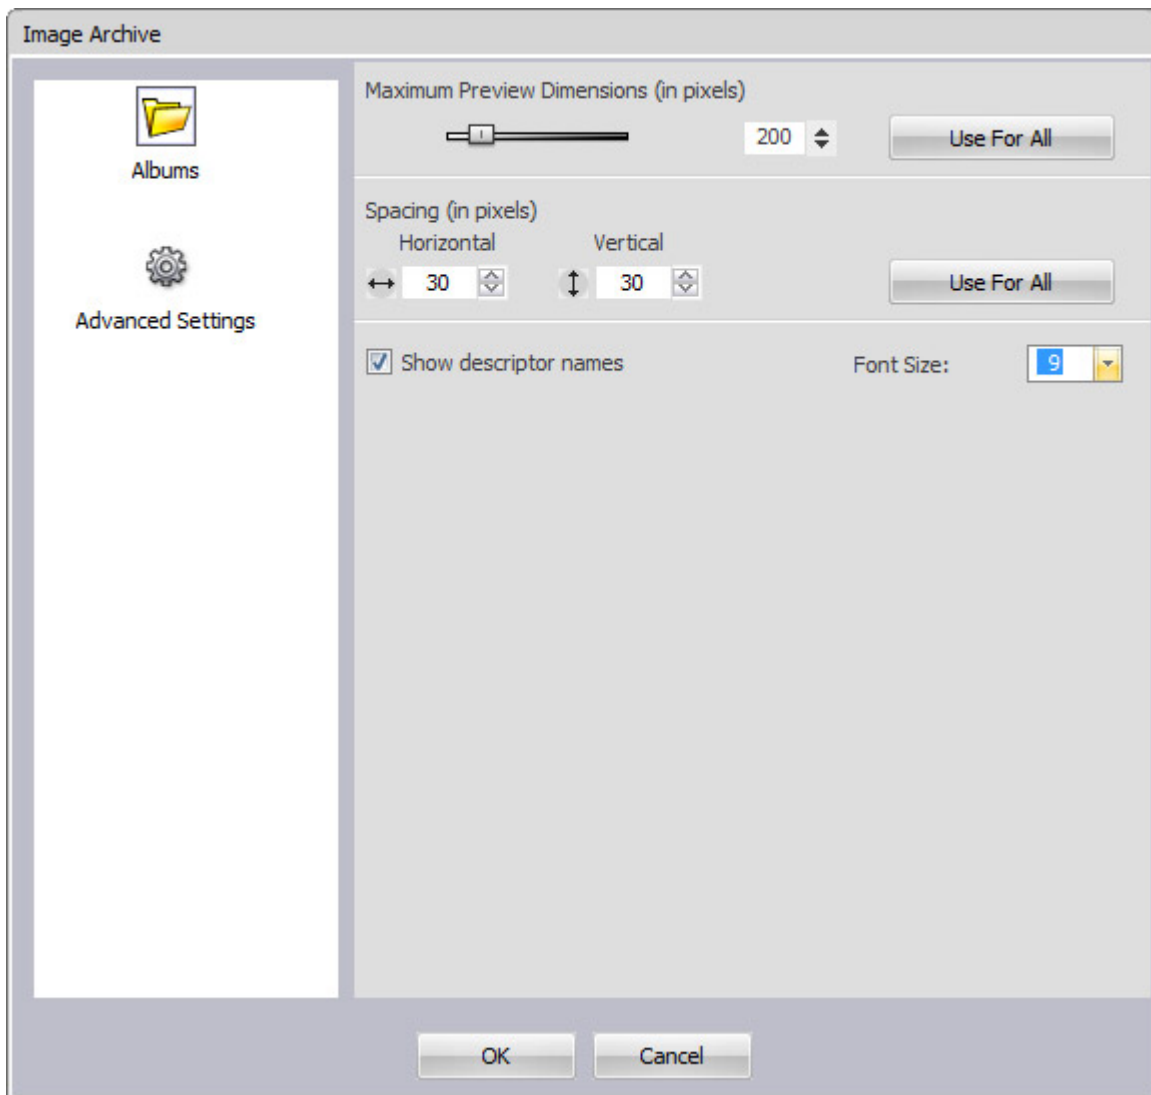 Image Archive
Albums
Advanced Settings
Maximum Preview Dimensions (in pixels)
200
Use For All
Spacing (in pixels)
Horizontal Vertical
30 30
Use For All
Show descriptor names
Font Size: 9
OK Cancel